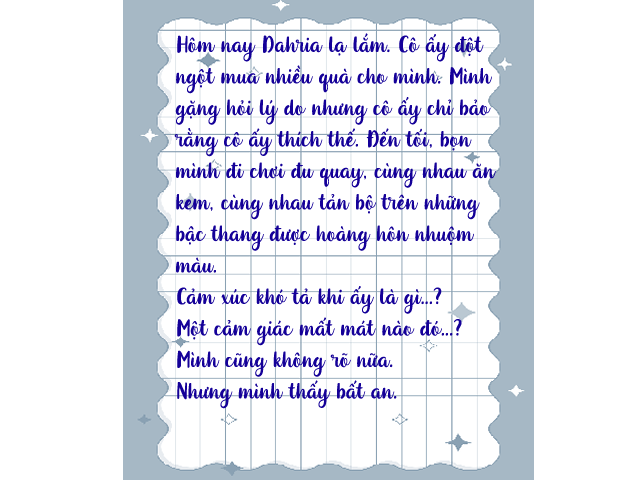 Hôm nay Dahria lạ lắm. Cô ấy đột
ngột mua nhiều quà cho mình. Mình
gặng hỏi lý do nhưng cô ấy chỉ bảo
rằng cô ấy thích thế. Đến tối, bọn
mình đi chơi đu quay, cùng nhau ăn
kem, cùng nhau tản bộ trên những
bậc thang được hoàng hôn nhuộm
màu.
Cảm xúc khó tả khi ấy là gì...?
Một cảm giác mất mát nào đó...?
Mình cũng không rõ nữa.
Nhưng mình thấy bất an.